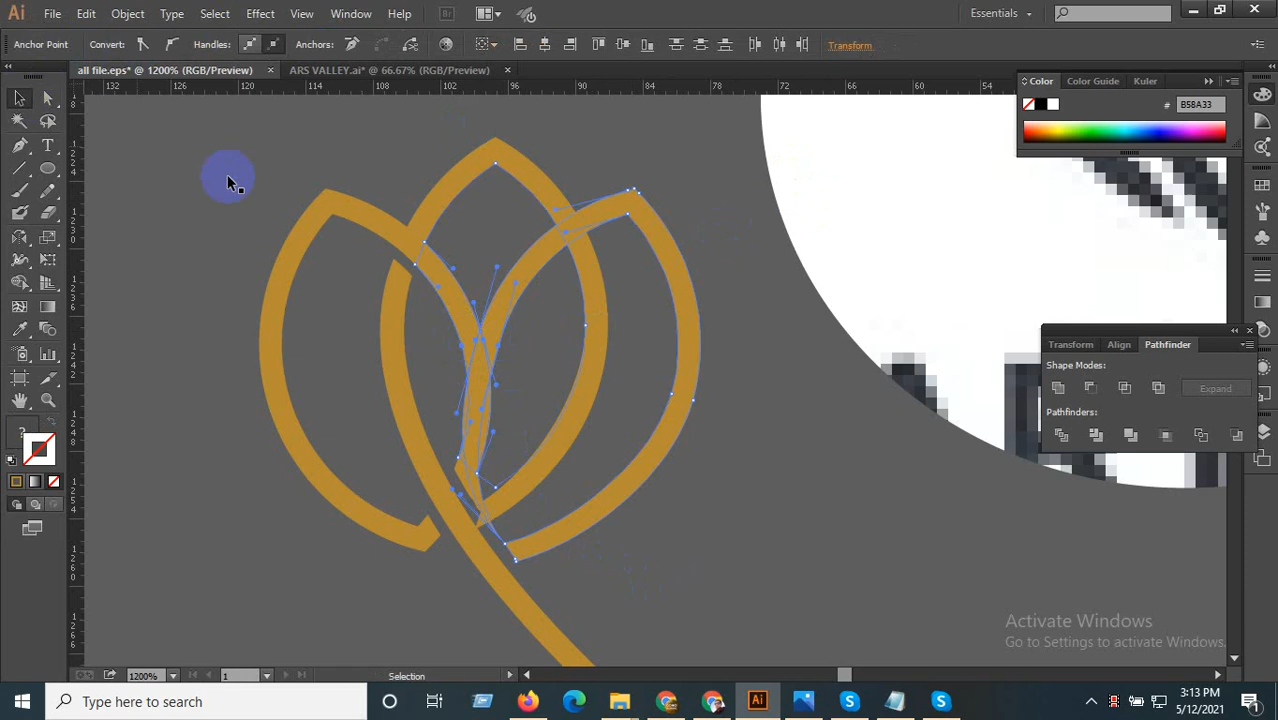 Ai File Edit Object Type Select Effect View Window Help Br Essentials
Anchor Point Convert: Handles: Anchors: Transform
all file.eps* @ 1200% (RGB/Preview) × ARS VALLEY.ai* @ 66.67% (RGB/Preview) ×
132 126 120 114 108 102 96 90 84 78 72 66 60 54
Color Color Guide Kuler
# B58A33
Transform Align Pathfinder
Shape Modes:
Expand
Pathfinders:
Activate Windows
Go to Settings to activate Windows.
1200% 1 Selection
Type here to search
Ai
3:13 PM
5/12/2021